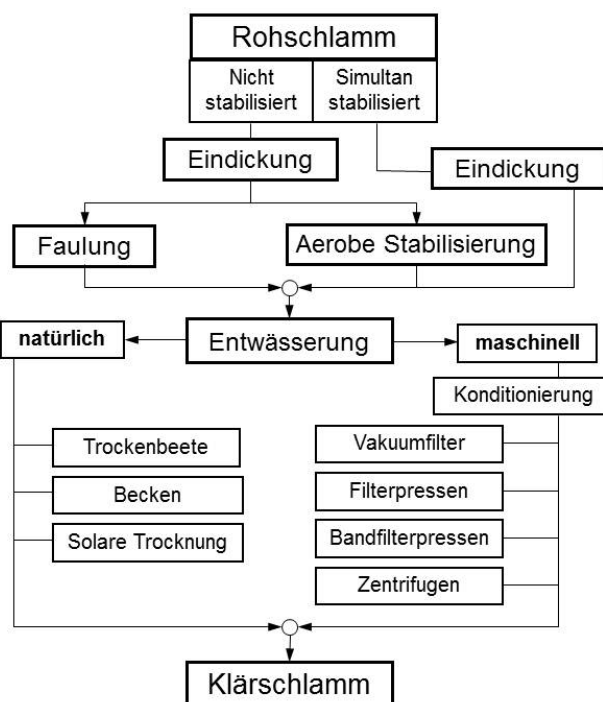 Rohschlamm
Nicht
stabilisiert
Simultan
stabilisiert
Eindickung
Eindickung
Faulung
Aerobe Stabilisierung
natürlich
Entwässerung
maschinell
Konditionierung
Trockenbeete
Becken
Solare Trocknung
Vakuumfilter
Filterpressen
Bandfilterpressen
Zentrifugen
Klärschlamm